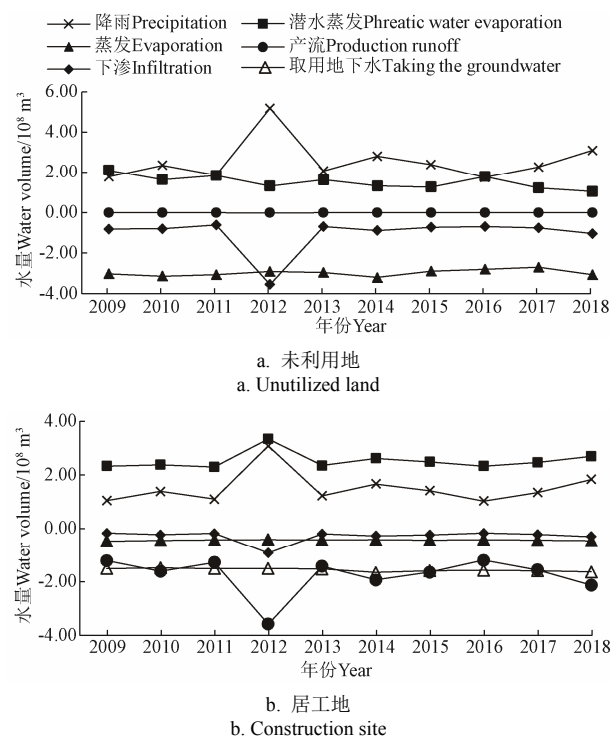 降雨Precipitation 潜水蒸发Phreatic water evaporation
蒸发Evaporation 产流Production runoff
下渗Infiltration 取用地下水Taking the groundwater
水量Water volume/10⁸ m³
6.00
4.00
2.00
0.00
-2.00
-4.00
2009 2010 2011 2012 2013 2014 2015 2016 2017 2018
年份Year
a. 未利用地
a. Unutilized land
水量Water volume/10⁸ m³
4.00
2.00
0.00
-2.00
-4.00
2009 2010 2011 2012 2013 2014 2015 2016 2017 2018
年份Year
b. 居工地
b. Construction site